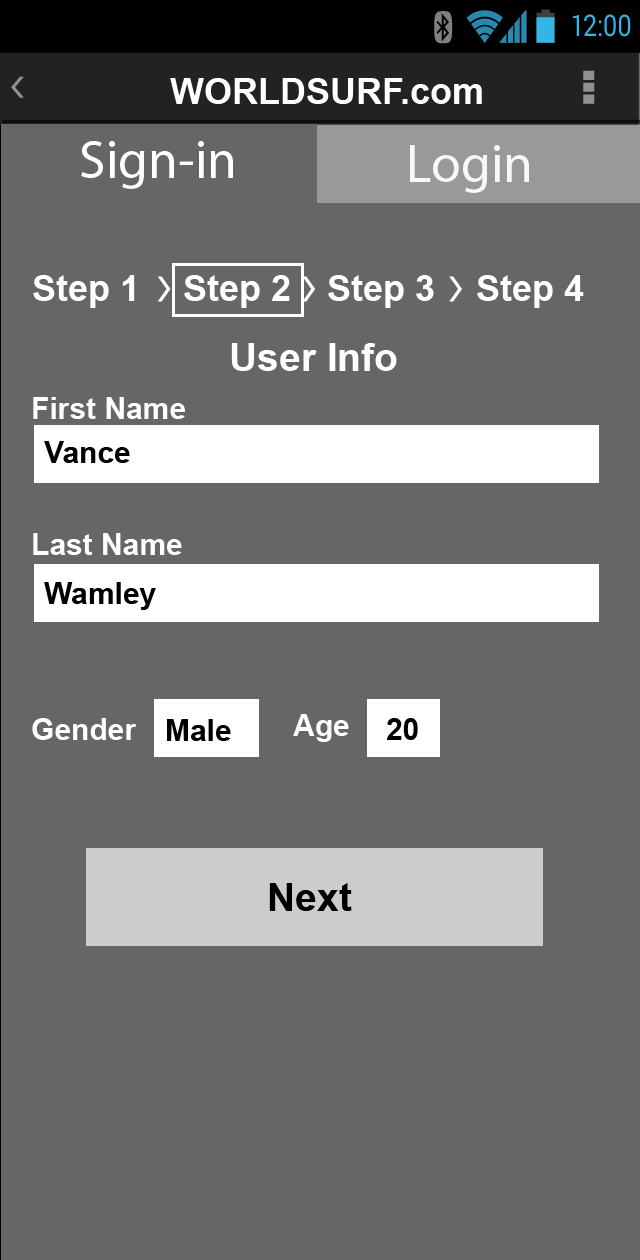 12:00
WORLDSURF.com
Sign-in Login
Step 1 > Step 2 > Step 3 > Step 4
User Info
First Name
Vance
Last Name
Wamley
Gender Male Age 20
Next